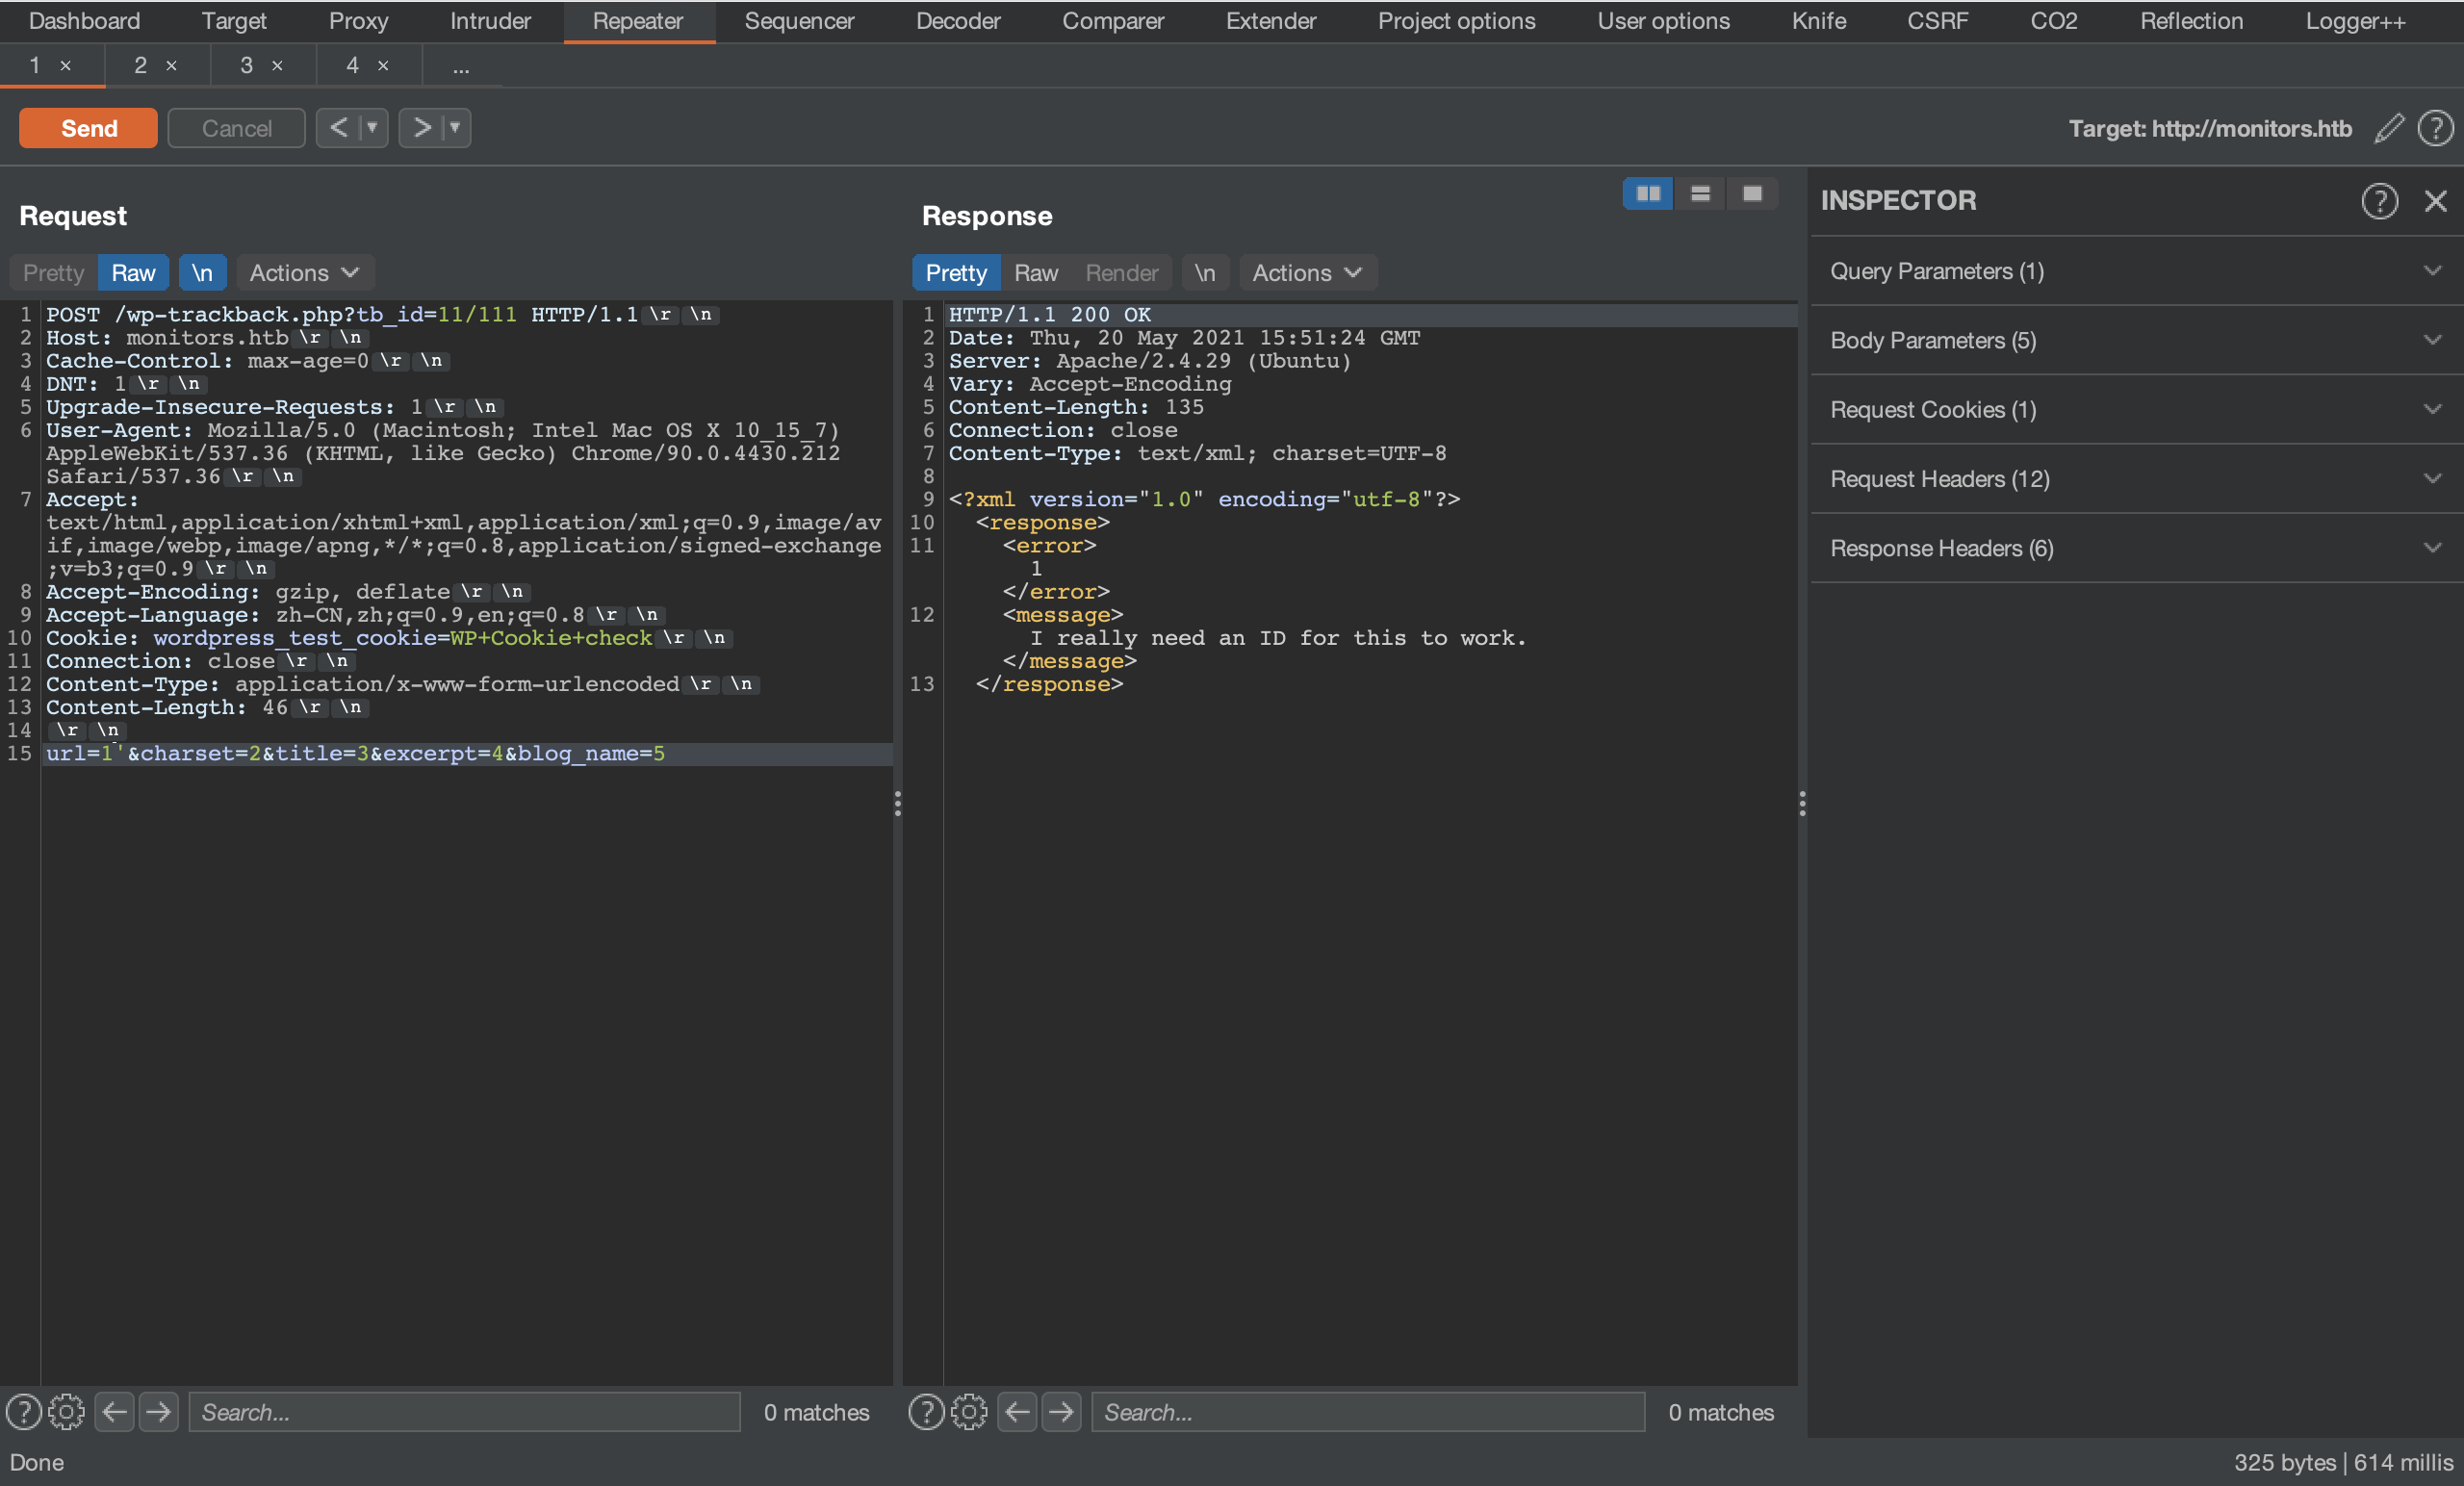 Dashboard Target Proxy Intruder Repeater Sequencer Decoder Comparer Extender Project options User options Knife CSRF CO2 Reflection Logger++
1 × 2 × 3 × 4 × ...
Send Cancel < > Target: http://monitors.htb
Request
Pretty Raw \n Actions
1 POST /wp-trackback.php?tb_id=11/111 HTTP/1.1 \r \n
2 Host: monitors.htb \r \n
3 Cache-Control: max-age=0 \r \n
4 DNT: 1 \r \n
5 Upgrade-Insecure-Requests: 1 \r \n
6 User-Agent: Mozilla/5.0 (Macintosh; Intel Mac OS X 10_15_7)
AppleWebKit/537.36 (KHTML, like Gecko) Chrome/90.0.4430.212
Safari/537.36 \r \n
7 Accept:
text/html,application/xhtml+xml,application/xml;q=0.9,image/av
if,image/webp,image/apng,*/*;q=0.8,application/signed-exchange
;v=b3;q=0.9 \r \n
8 Accept-Encoding: gzip, deflate \r \n
9 Accept-Language: zh-CN,zh;q=0.9,en;q=0.8 \r \n
10 Cookie: wordpress_test_cookie=WP+Cookie+check \r \n
11 Connection: close \r \n
12 Content-Type: application/x-www-form-urlencoded \r \n
13 Content-Length: 46 \r \n
14 \r \n
15 url=1'&charset=2&title=3&excerpt=4&blog_name=5
Search... 0 matches
Response
Pretty Raw Render \n Actions
1 HTTP/1.1 200 OK
2 Date: Thu, 20 May 2021 15:51:24 GMT
3 Server: Apache/2.4.29 (Ubuntu)
4 Vary: Accept-Encoding
5 Content-Length: 135
6 Connection: close
7 Content-Type: text/xml; charset=UTF-8
8
9 <?xml version="1.0" encoding="utf-8"?>
10 <response>
11 <error>
1
</error>
12 <message>
I really need an ID for this to work.
</message>
13 </response>
Search... 0 matches
INSPECTOR
Query Parameters (1)
Body Parameters (5)
Request Cookies (1)
Request Headers (12)
Response Headers (6)
Done
325 bytes | 614 millis